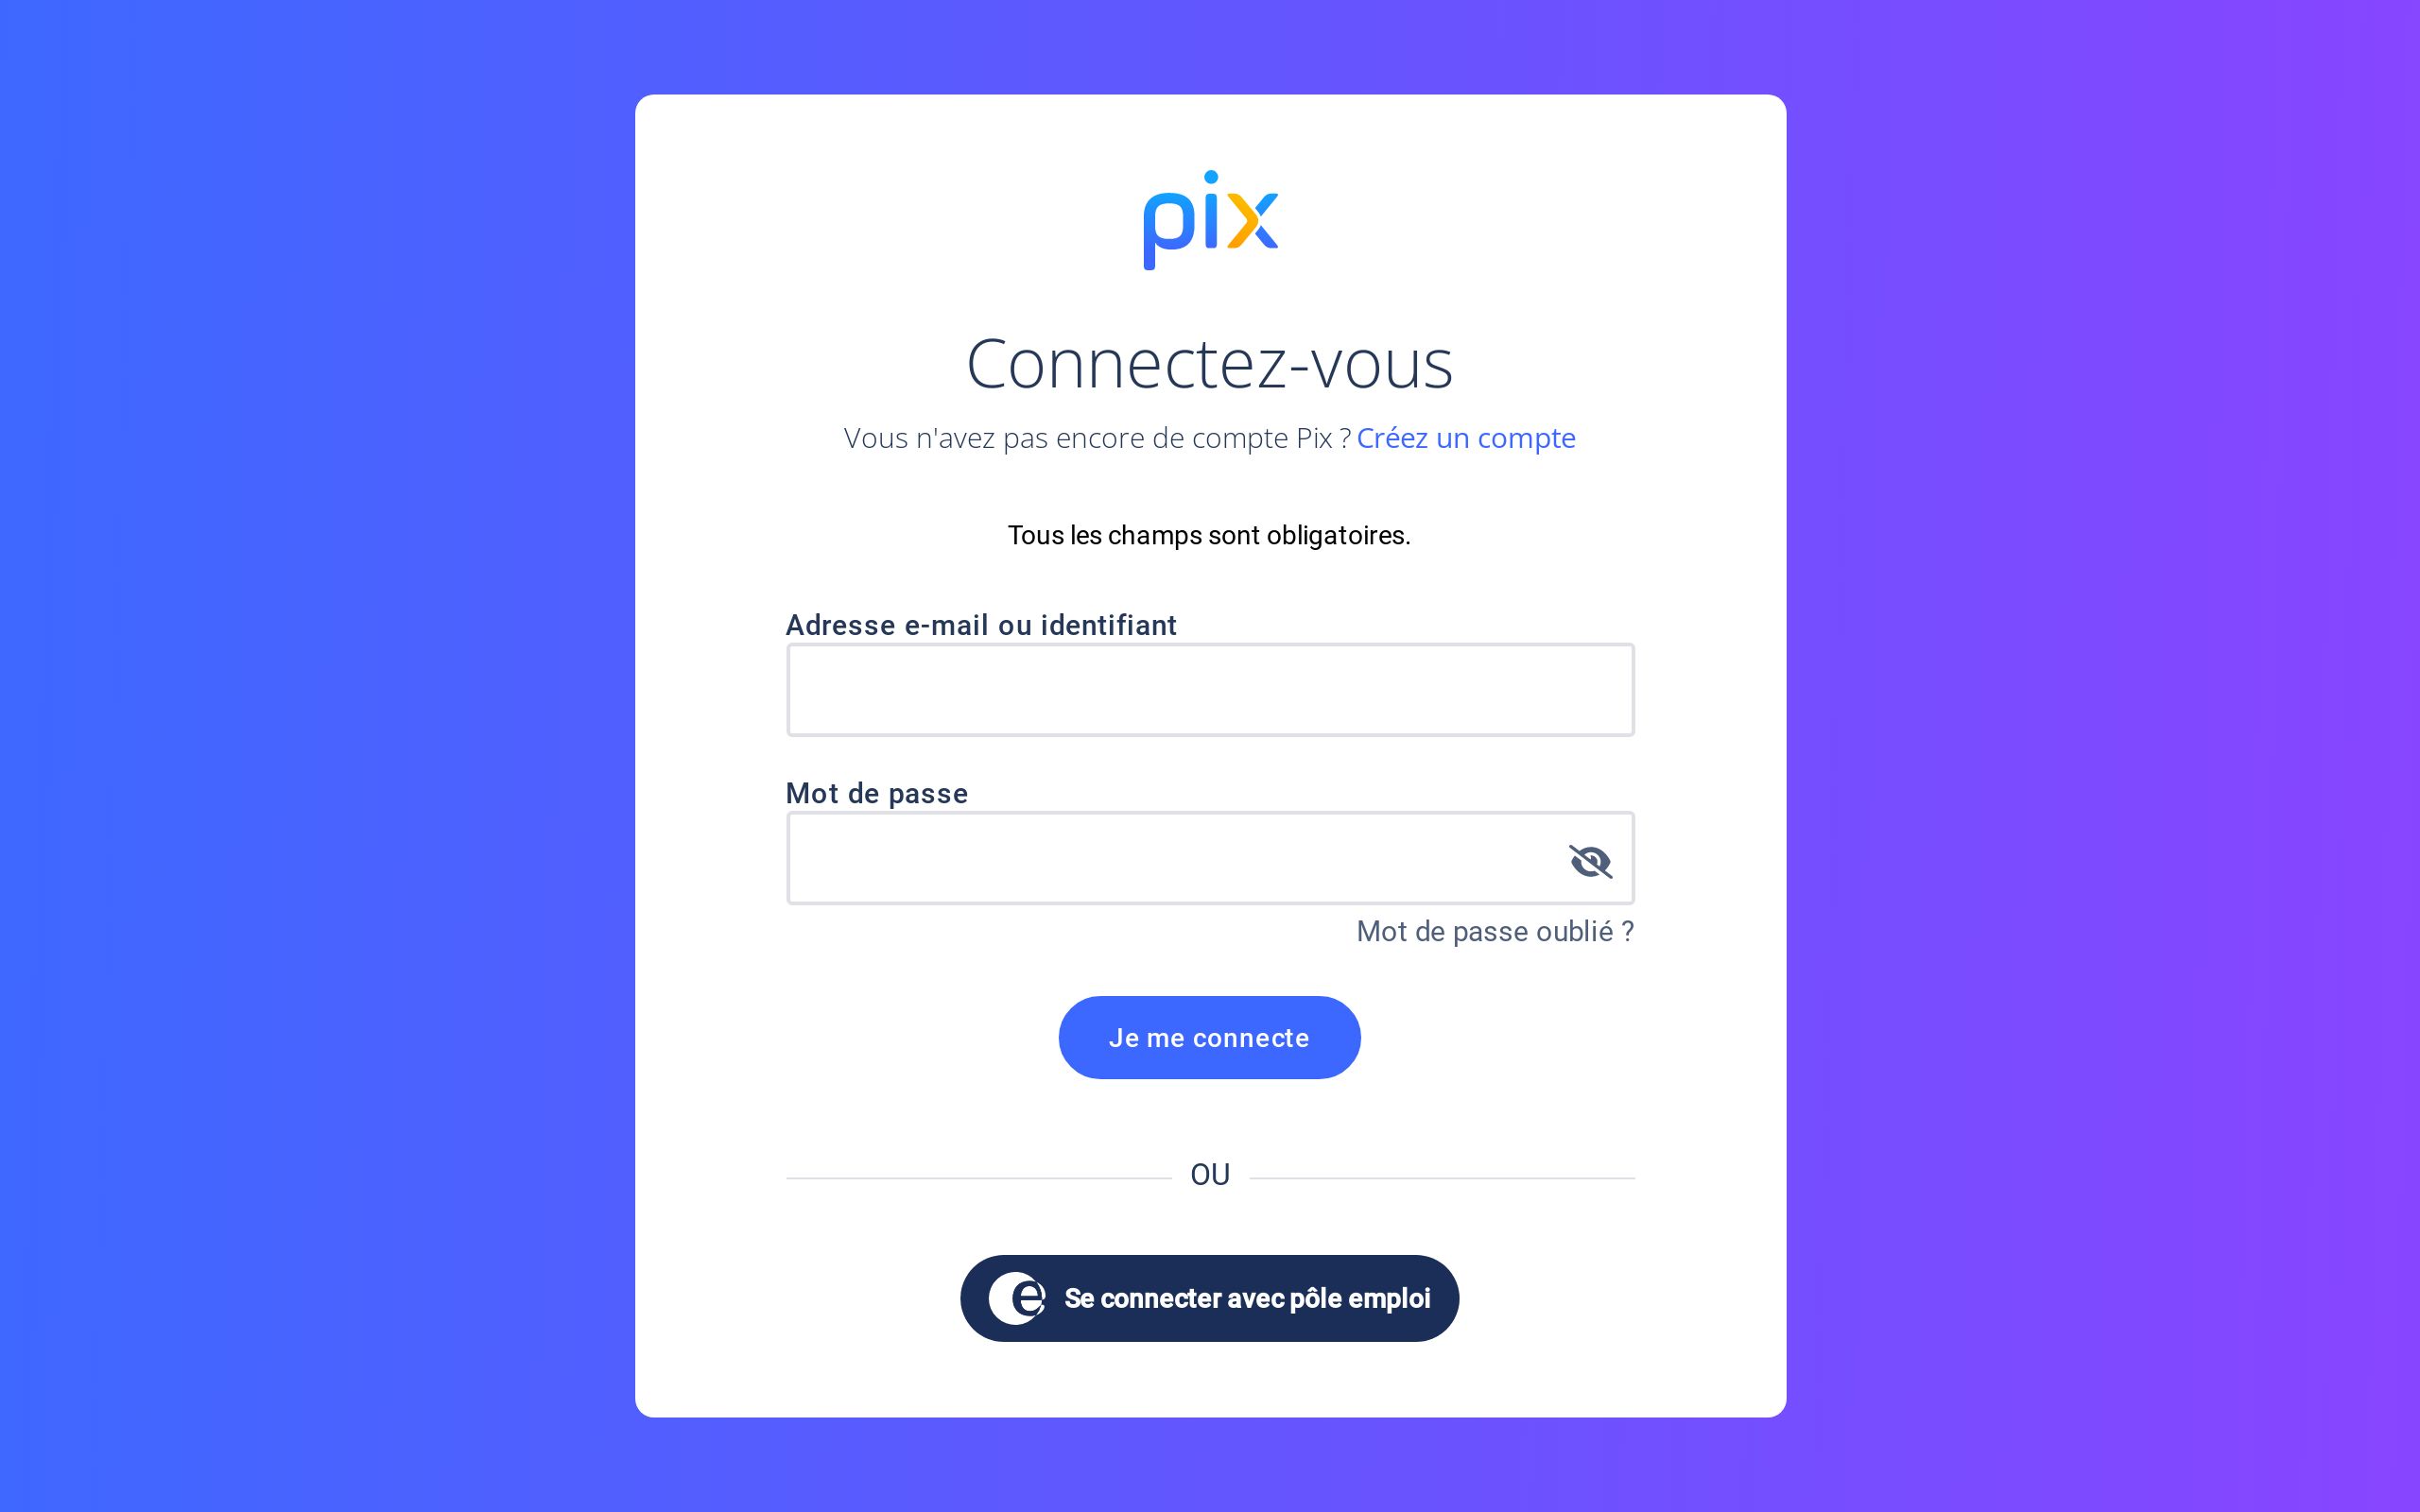 pix
Connectez-vous
Vous n'avez pas encore de compte Pix ? Créez un compte
Tous les champs sont obligatoires.
Adresse e-mail ou identifiant
Mot de passe
Mot de passe oublié ?
Je me connecte
OU
e Se connecter avec pôle emploi